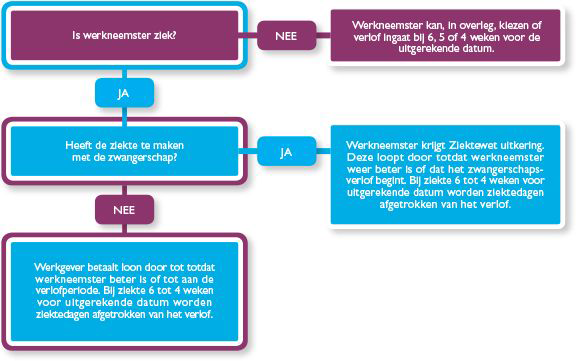 Is werkneemster ziek?
NEE
Werkneemster kan, in overleg, kiezen of
verlof ingaat bij 6, 5 of 4 weken voor de
uitgerekende datum.
JA
Heeft de ziekte te maken
met de zwangerschap?
JA
Werkneemster krijgt Ziektewet uitkering.
Deze loopt door totdat werkneemster
weer beter is of dat het zwangerschaps-
verlof begint. Bij ziekte 6 tot 4 weken voor
uitgerekende datum worden ziektedagen
afgetrokken van het verlof.
NEE
Werkgever betaalt loon door tot totdat
werkneemster beter is of tot aan de
verlofperiode. Bij ziekte 6 tot 4 weken
voor uitgerekende datum worden
ziektedagen afgetrokken van het verlof.